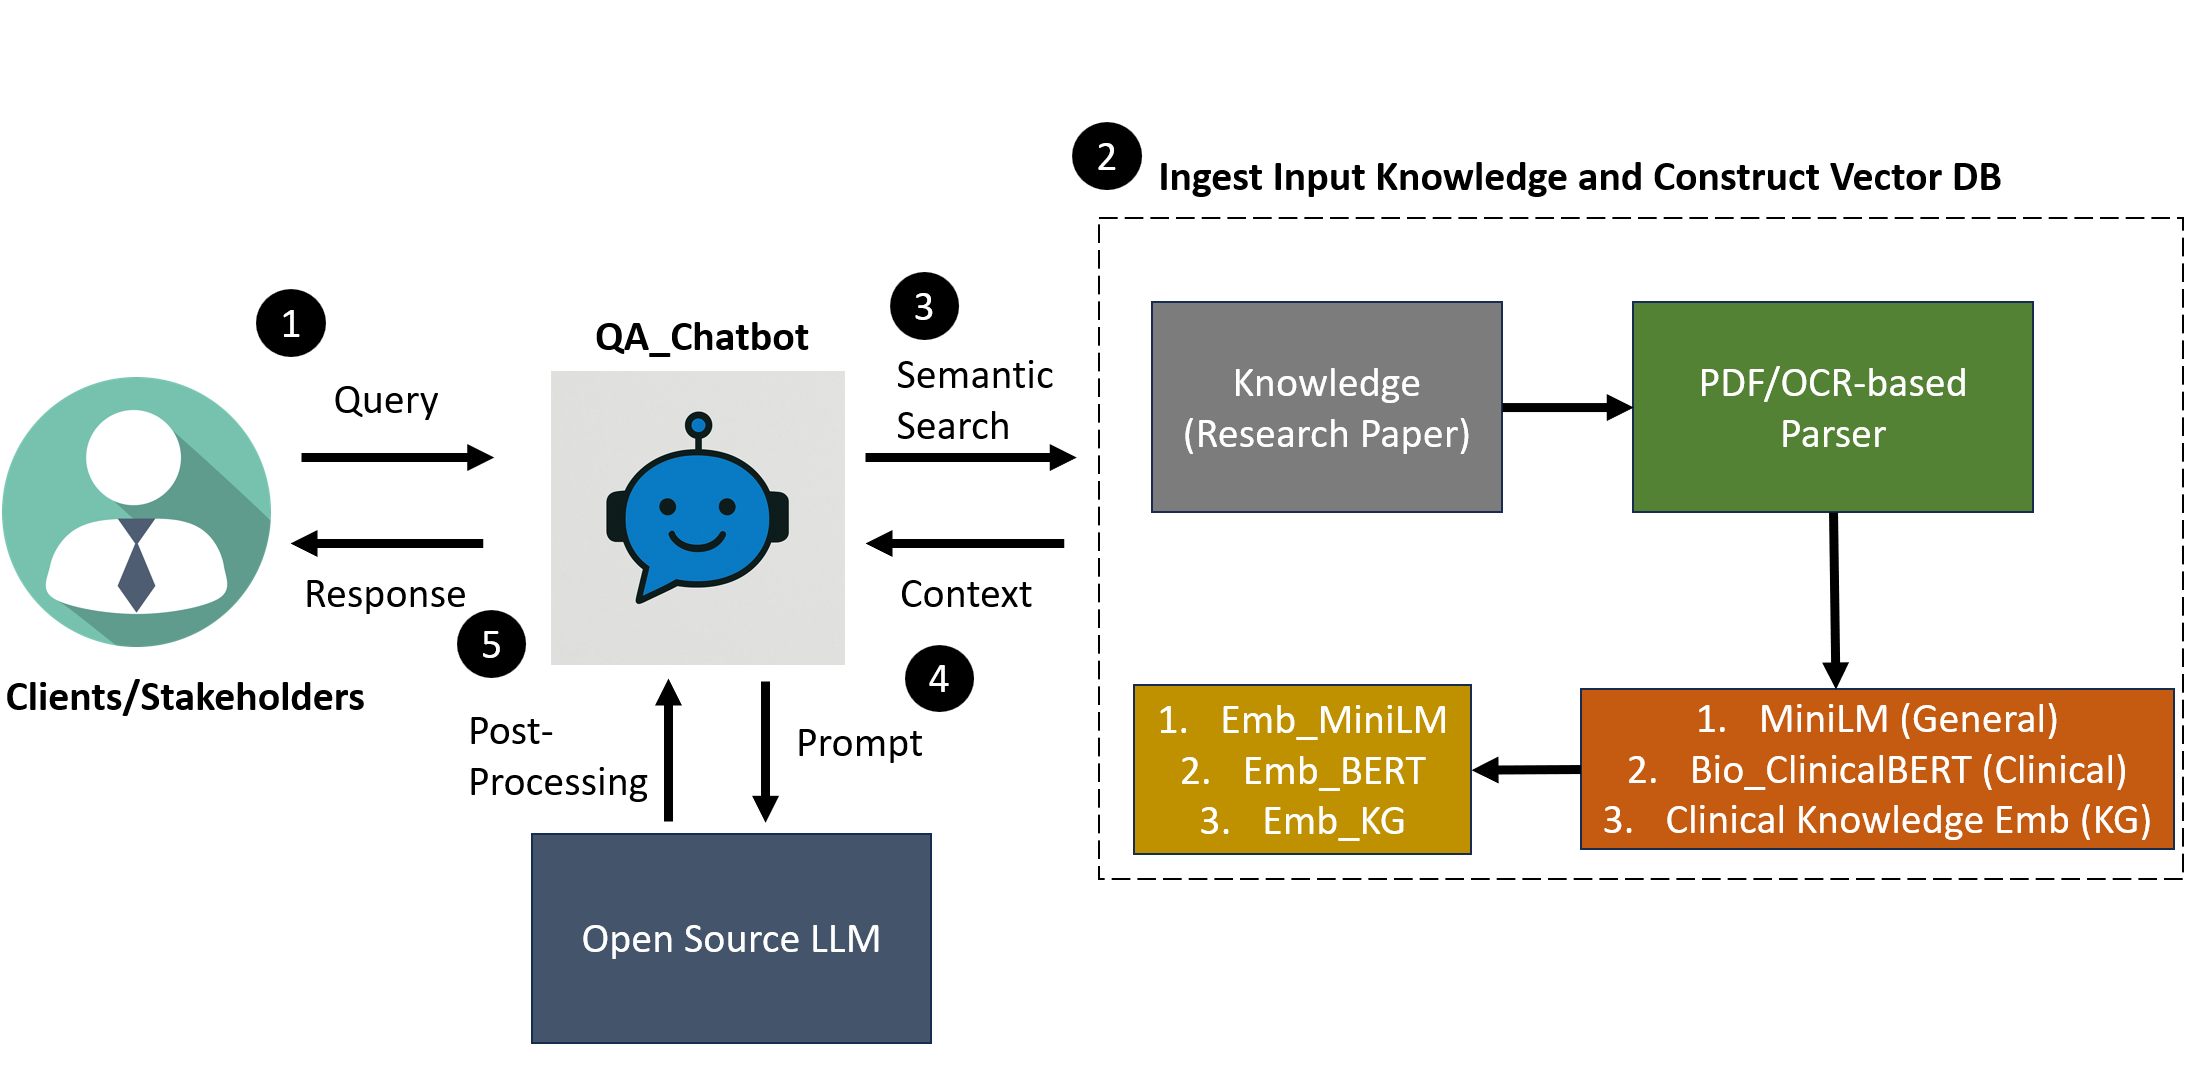 2
Ingest Input Knowledge and Construct Vector DB
1
Query
Response
Clients/Stakeholders
QA_Chatbot
3
Semantic
Search
Context
4
5
Post-
Processing
Prompt
Open Source LLM
Knowledge
(Research Paper)
PDF/OCR-based
Parser
1. MiniLM (General)
2. Bio_ClinicalBERT (Clinical)
3. Clinical Knowledge Emb (KG)
1. Emb_MiniLM
2. Emb_BERT
3. Emb_KG